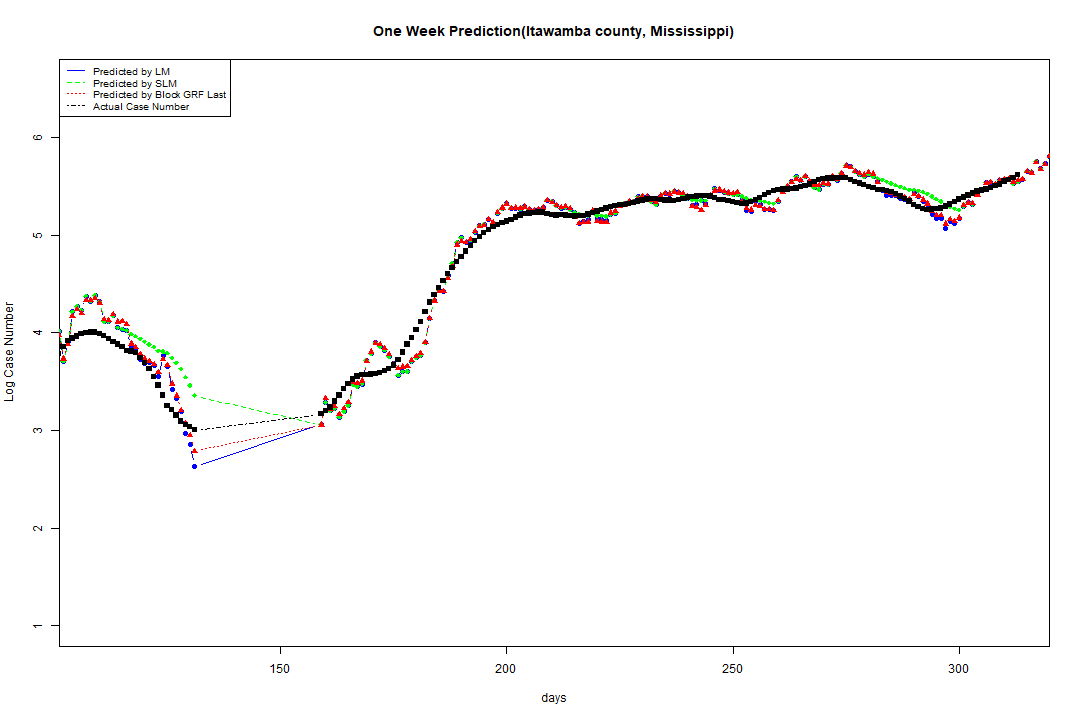 One Week Prediction(Itawamba county, Mississippi)
Predicted by LM
Predicted by SLM
Predicted by Block GRF Last
Actual Case Number
Log Case Number
6
5
4
3
2
1
150 200 250 300
days